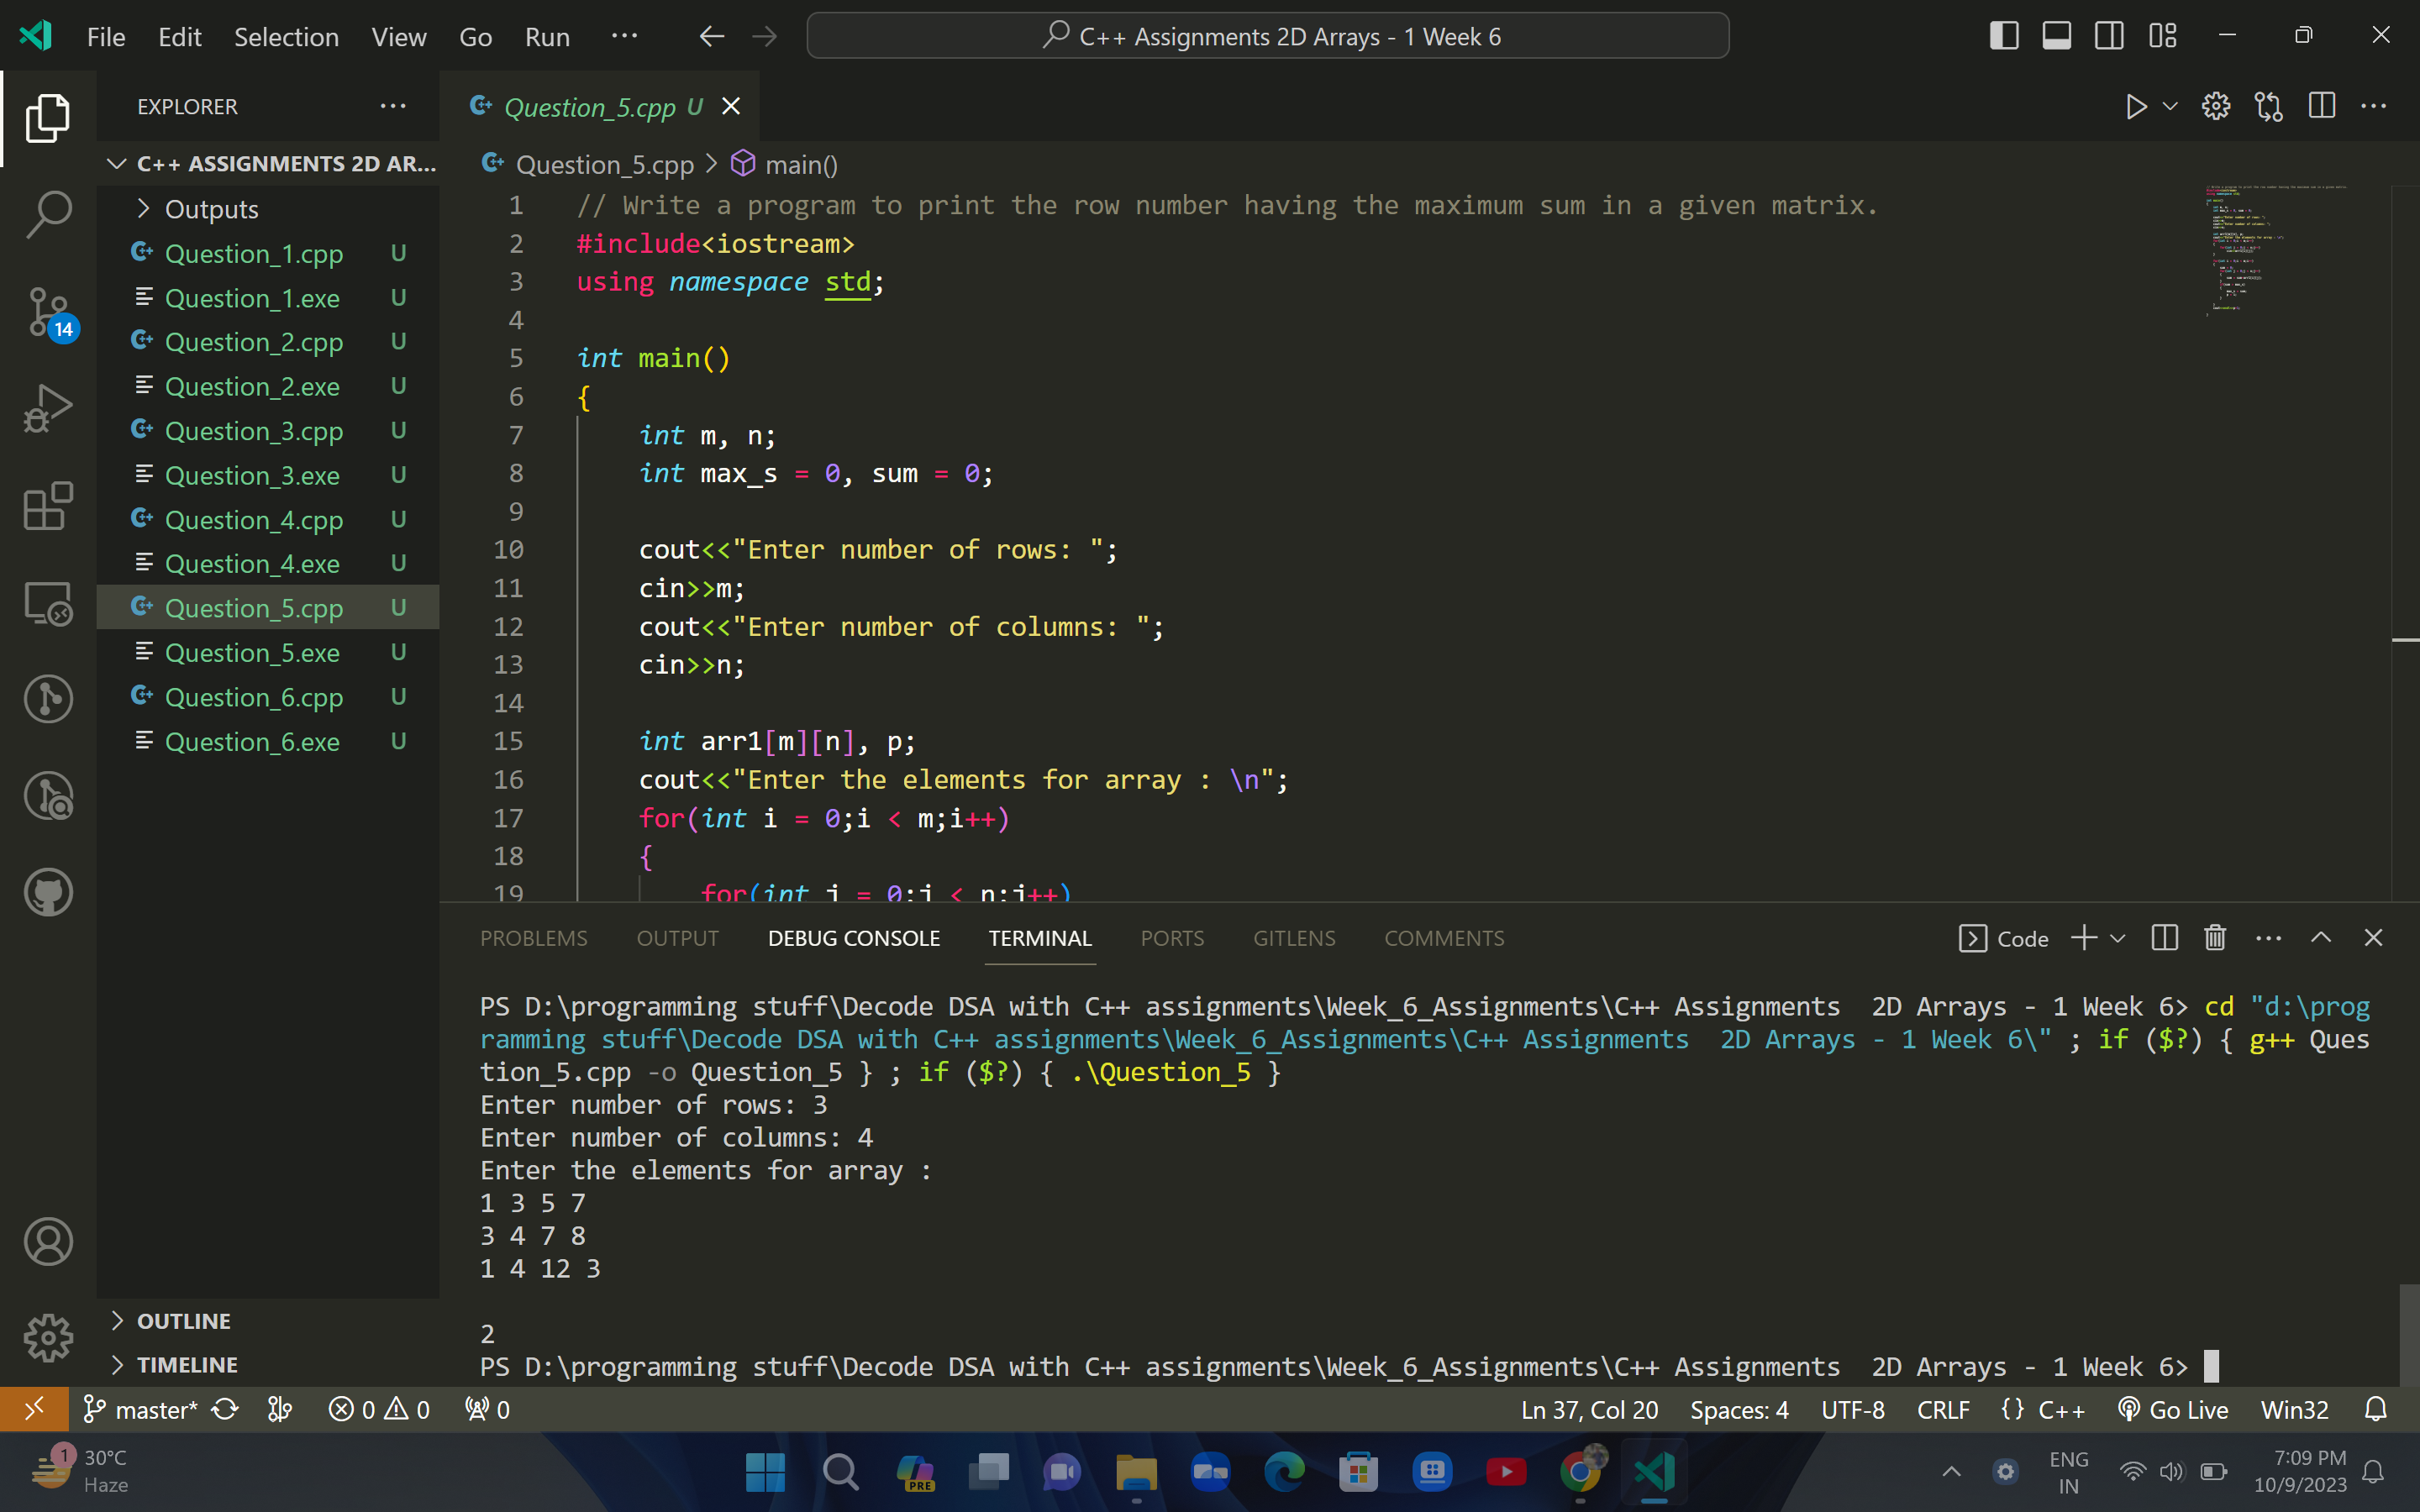 File Edit Selection View Go Run ··· C++ Assignments 2D Arrays - 1 Week 6
EXPLORER
C++ ASSIGNMENTS 2D AR...
Outputs
Question_1.cpp U
Question_1.exe U
Question_2.cpp U
Question_2.exe U
Question_3.cpp U
Question_3.exe U
Question_4.cpp U
Question_4.exe U
Question_5.cpp U
Question_5.exe U
Question_6.cpp U
Question_6.exe U
OUTLINE
TIMELINE
14
Question_5.cpp U
Question_5.cpp > main()
1 // Write a program to print the row number having the maximum sum in a given matrix.
2 #include<iostream>
3 using namespace std;
4
5 int main()
6 {
7 int m, n;
8 int max_s = 0, sum = 0;
9
10 cout<<"Enter number of rows: ";
11 cin>>m;
12 cout<<"Enter number of columns: ";
13 cin>>n;
14
15 int arr1[m][n], p;
16 cout<<"Enter the elements for array : \n";
17 for(int i = 0;i < m;i++)
18 {
19 for(int j = 0;j < n;j++)
PROBLEMS OUTPUT DEBUG CONSOLE TERMINAL PORTS GITLENS COMMENTS Code
PS D:\programming stuff\Decode DSA with C++ assignments\Week_6_Assignments\C++ Assignments  2D Arrays - 1 Week 6> cd "d:\prog
ramming stuff\Decode DSA with C++ assignments\Week_6_Assignments\C++ Assignments  2D Arrays - 1 Week 6\" ; if ($?) { g++ Ques
tion_5.cpp -o Question_5 } ; if ($?) { .\Question_5 }
Enter number of rows: 3
Enter number of columns: 4
Enter the elements for array :
1 3 5 7
3 4 7 8
1 4 12 3
2
PS D:\programming stuff\Decode DSA with C++ assignments\Week_6_Assignments\C++ Assignments  2D Arrays - 1 Week 6>
master* 0 0 0 Ln 37, Col 20 Spaces: 4 UTF-8 CRLF {} C++ Go Live Win32
1 30°C
Haze
PRE
ENG
IN
7:09 PM
10/9/2023